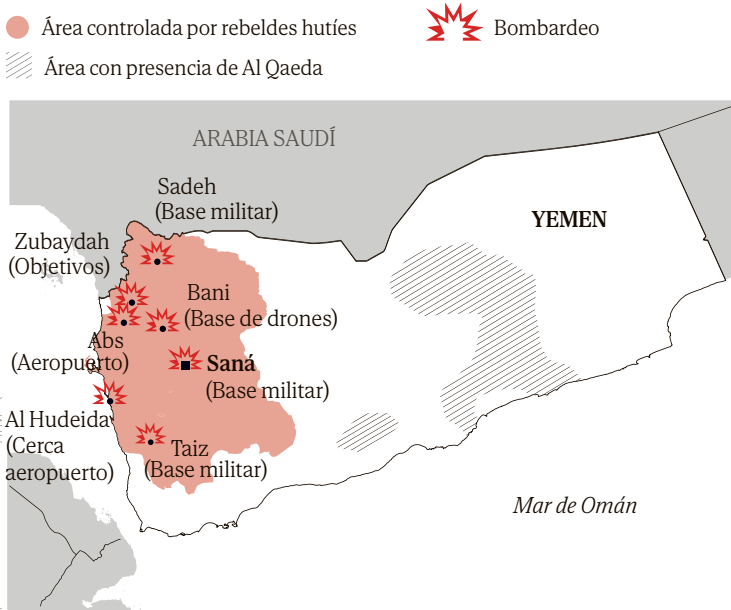 Área controlada por rebeldes hutíes
Bombardeo
Área con presencia de Al Qaeda
ARABIA SAUDÍ
Sadeh
(Base militar)
YEMEN
Zubaydah
(Objetivos)
Bani
(Base de drones)
Abs
(Aeropuerto)
Saná
(Base militar)
Al Hudeida
(Cerca
aeropuerto)
Taiz
(Base militar)
Mar de Omán